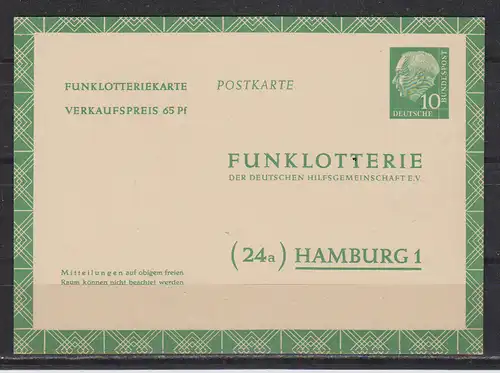 FUNKLOTTERIEKARTE
VERKAUFSPREIS 65 Pf
POSTKARTE
10
DEUTSCHE
BUNDESPOST
FUNKLOTTERIE
DER DEUTSCHEN HILFSGEMEINSCHAFT E.V.
(24a) HAMBURG 1
Mitteilungen auf obigem freien
Raum können nicht beachtet werden